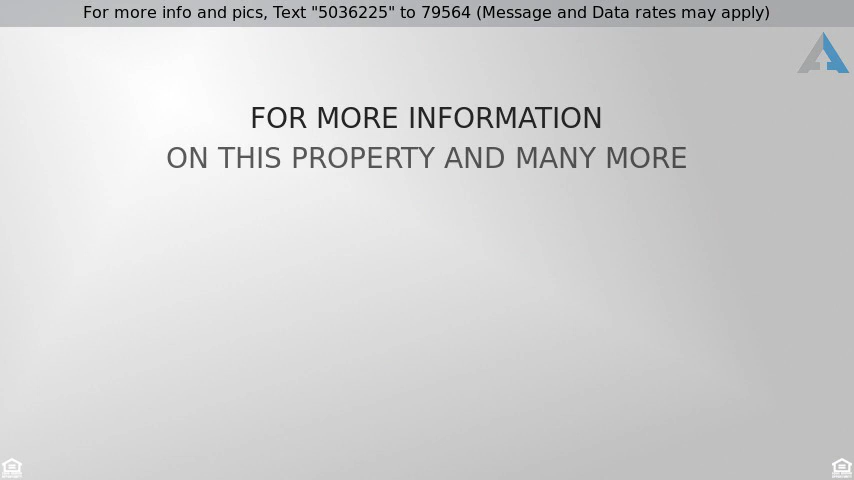 For more info and pics, Text "5036225" to 79564 (Message and Data rates may apply)
FOR MORE INFORMATION
ON THIS PROPERTY AND MANY MORE